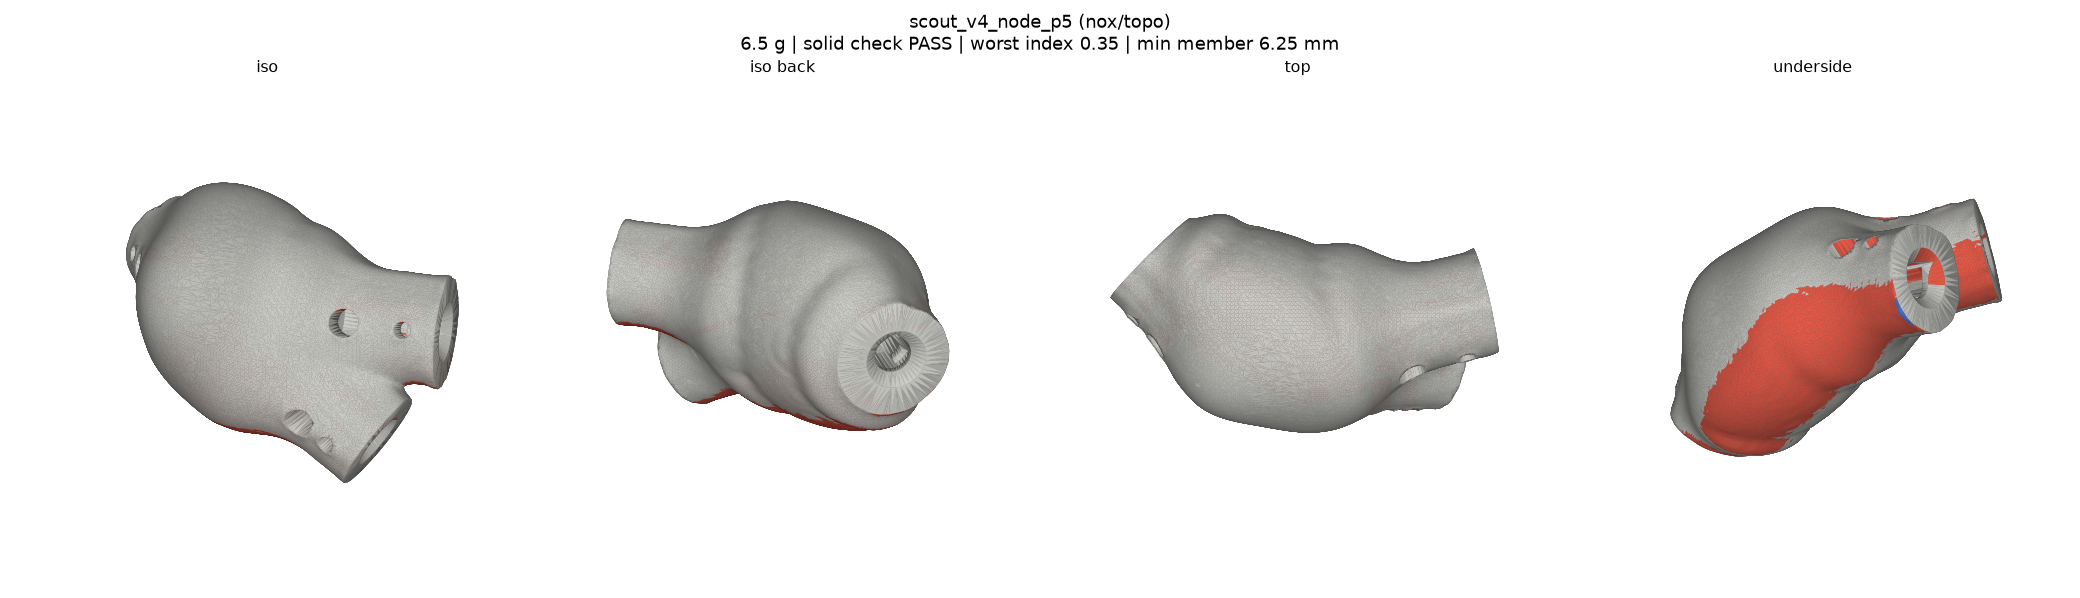 scout_v4_node_p5 (nox/topo)
6.5 g | solid check PASS | worst index 0.35 | min member 6.25 mm
iso
iso back
top
underside